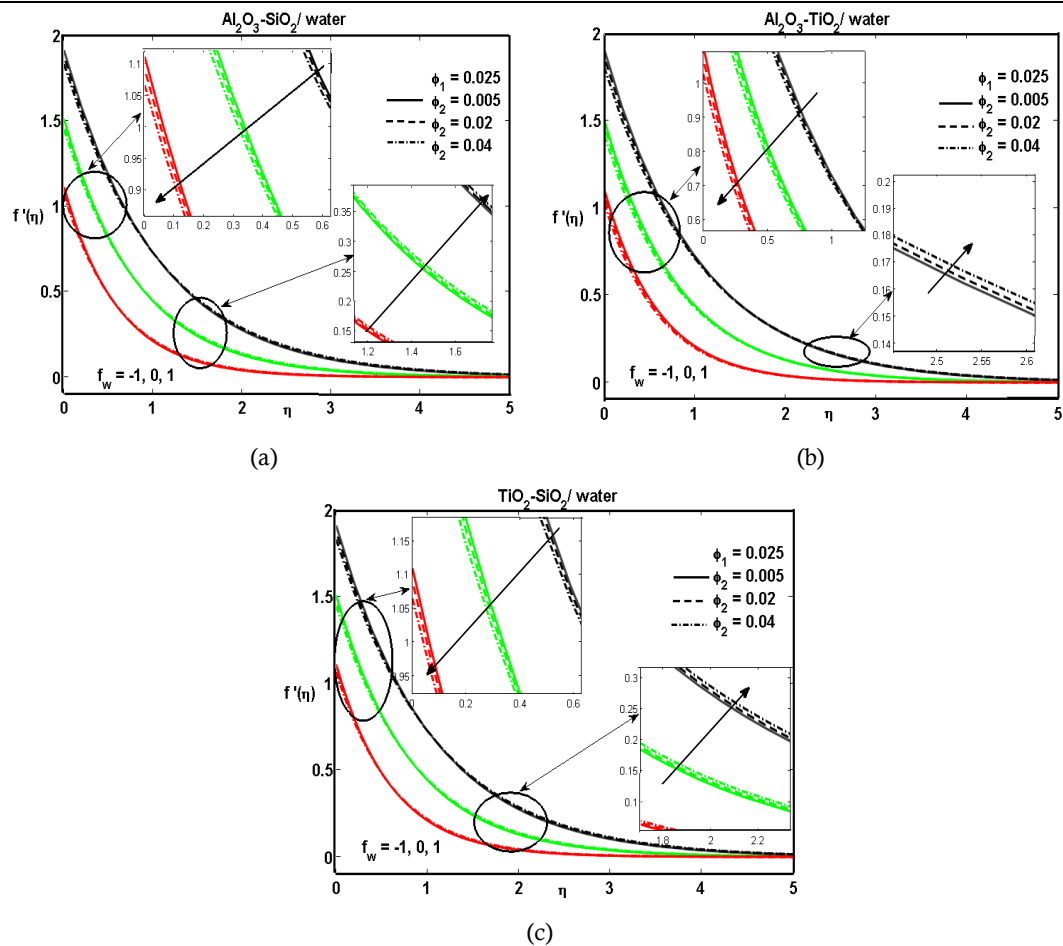 Al₂O₃-SiO₂/ water
2
1.5
1
0.5
0
f '(η)
0 1 2 3 4 5
η
ϕ₁ = 0.025
ϕ₂ = 0.005
ϕ₂ = 0.02
ϕ₂ = 0.04
1.1
1.05
1
0.95
0.9
0 0.1 0.2 0.3 0.4 0.5 0.6
0.35
0.3
0.25
0.2
0.15
1.2 1.4 1.6
f_w = -1, 0, 1
(a)
Al₂O₃-TiO₂/ water
2
1.5
1
0.5
0
f '(η)
0 1 2 3 4 5
η
ϕ₁ = 0.025
ϕ₂ = 0.005
ϕ₂ = 0.02
ϕ₂ = 0.04
1
0.9
0.8
0.7
0.6
0 0.5 1
0.2
0.19
0.18
0.17
0.16
0.15
0.14
2.5 2.55 2.6
f_w = -1, 0, 1
(b)
TiO₂-SiO₂/ water
2
1.5
1
0.5
0
f '(η)
0 1 2 3 4 5
η
ϕ₁ = 0.025
ϕ₂ = 0.005
ϕ₂ = 0.02
ϕ₂ = 0.04
1.15
1.1
1.05
1
0.95
0.2 0.4 0.6
0.3
0.25
0.2
0.15
0.1
1.8 2 2.2
f_w = -1, 0, 1
(c)